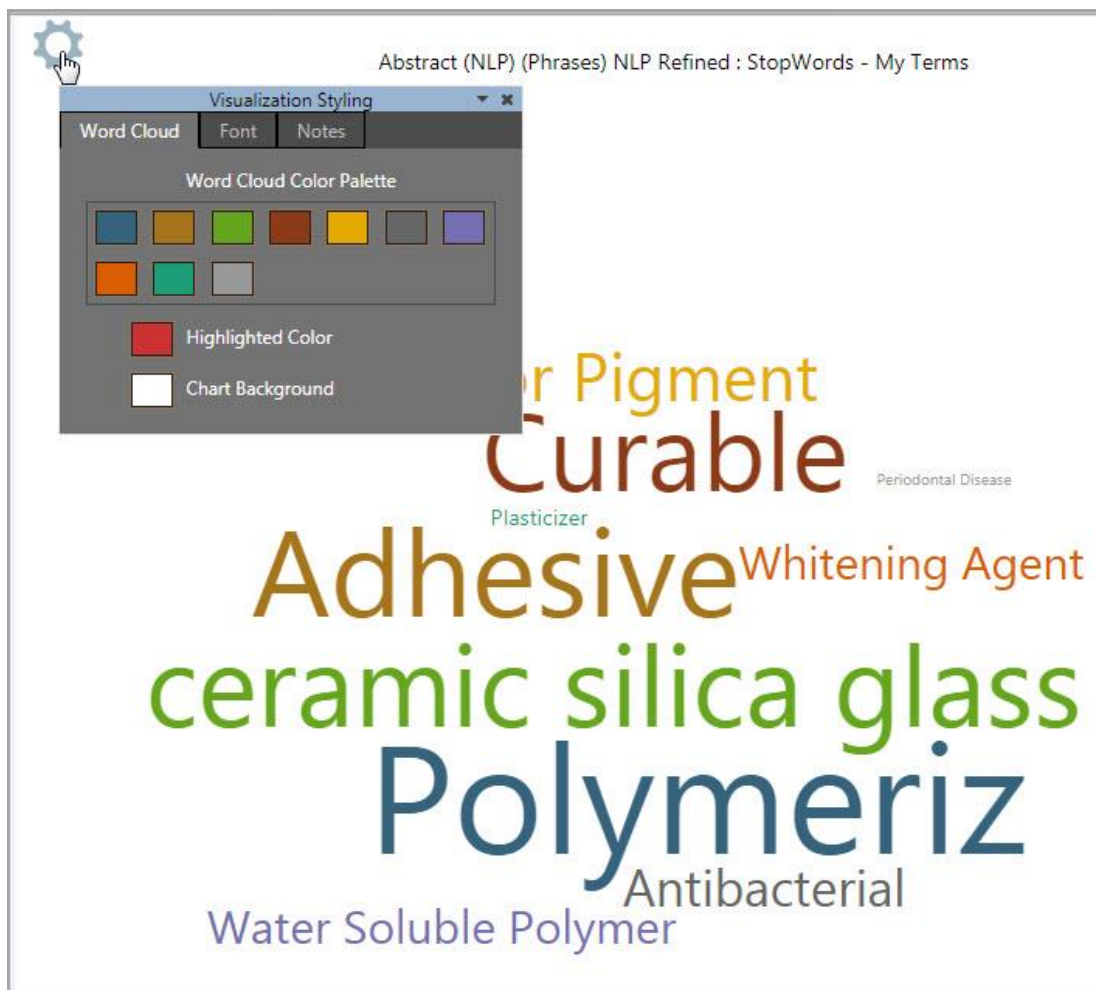 Abstract (NLP) (Phrases) NLP Refined : StopWords - My Terms
Visualization Styling
Word Cloud Font Notes
Word Cloud Color Palette
Highlighted Color
Chart Background
r Pigment
Curable
Periodontal Disease
Plasticizer
Adhesive
Whitening Agent
ceramic silica glass
Polymeriz
Antibacterial
Water Soluble Polymer